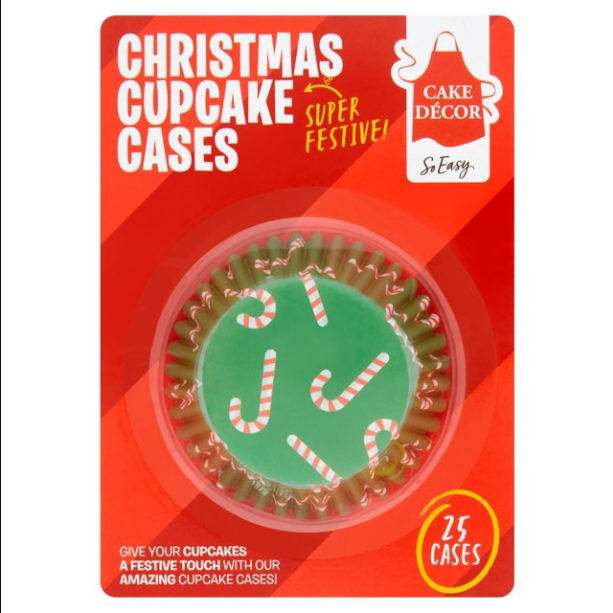 CHRISTMAS
CUPCAKE
CASES
SUPER
FESTIVE!
CAKE
DÉCOR
So Easy
GIVE YOUR CUPCAKES
A FESTIVE TOUCH WITH OUR
AMAZING CUPCAKE CASES!
25
CASES